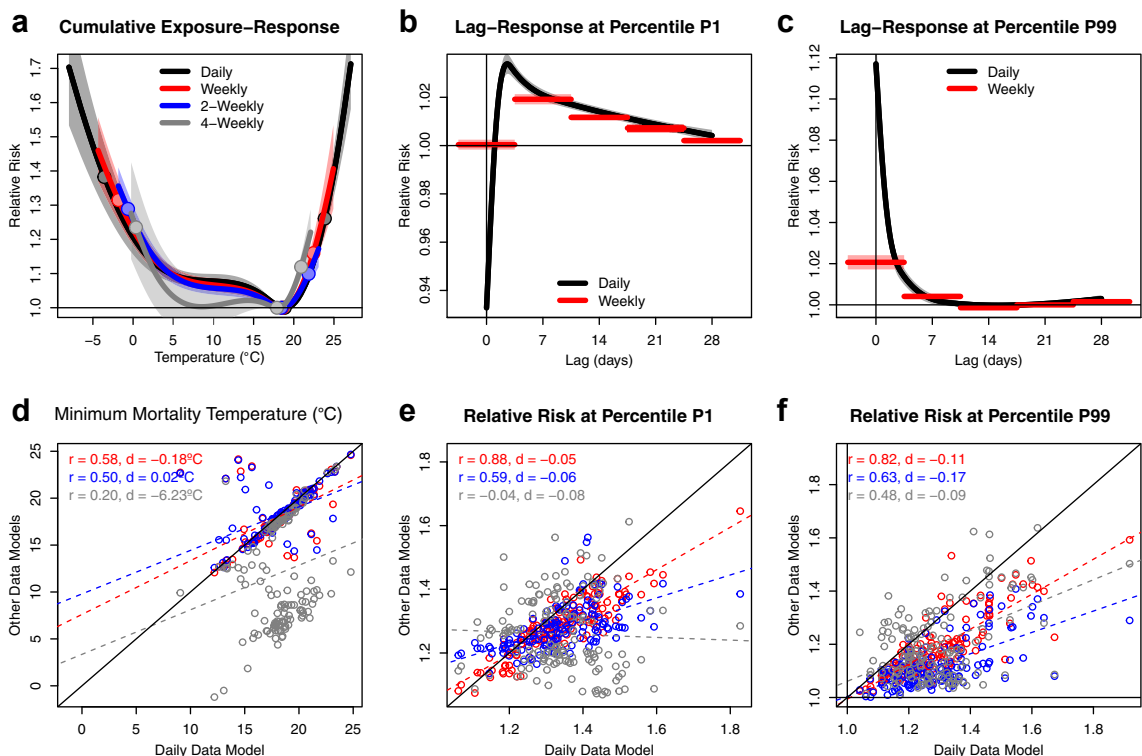 a Cumulative Exposure–Response
Relative Risk
1.0 1.1 1.2 1.3 1.4 1.5 1.6 1.7
Daily
Weekly
2–Weekly
4–Weekly
−5 0 5 10 15 20 25
Temperature (°C)
b Lag–Response at Percentile P1
Relative Risk
0.94 0.96 0.98 1.00 1.02
Daily
Weekly
0 7 14 21 28
Lag (days)
c Lag–Response at Percentile P99
Relative Risk
1.00 1.02 1.04 1.06 1.08 1.10 1.12
Daily
Weekly
0 7 14 21 28
Lag (days)
d Minimum Mortality Temperature (°C)
Other Data Models
0 5 10 15 20 25
r = 0.58, d = −0.18ºC
r = 0.50, d = 0.02ºC
r = 0.20, d = −6.23ºC
0 5 10 15 20 25
Daily Data Model
e Relative Risk at Percentile P1
Other Data Models
1.2 1.4 1.6 1.8
r = 0.88, d = −0.05
r = 0.59, d = −0.06
r = −0.04, d = −0.08
1.2 1.4 1.6 1.8
Daily Data Model
f Relative Risk at Percentile P99
Other Data Models
1.0 1.2 1.4 1.6 1.8
r = 0.82, d = −0.11
r = 0.63, d = −0.17
r = 0.48, d = −0.09
1.0 1.2 1.4 1.6 1.8
Daily Data Model